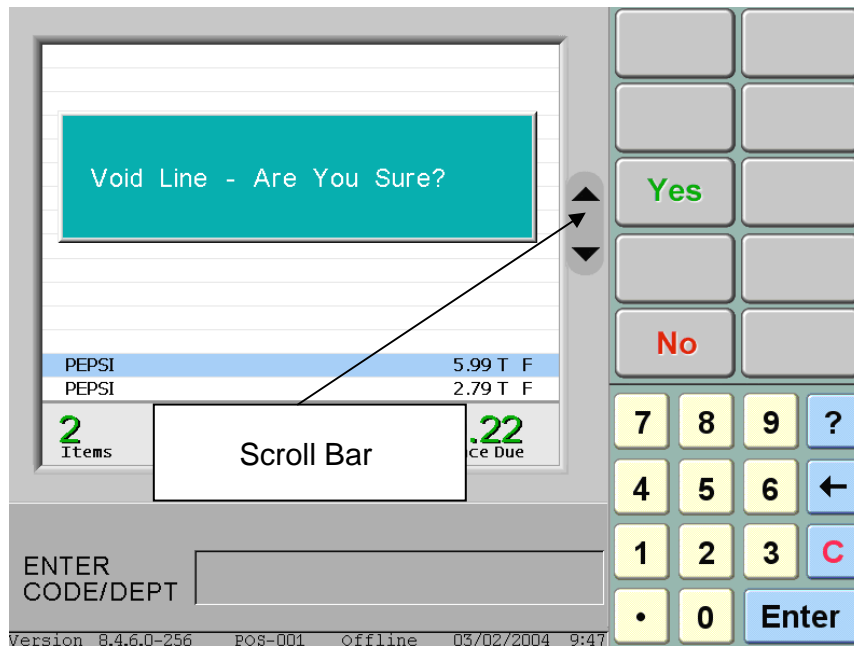 Void Line - Are You Sure?
Yes
No
PEPSI 5.99 T F
PEPSI 2.79 T F
2 .22
Items ce Due
Scroll Bar
7 8 9 ?
4 5 6 ←
1 2 3 C
• 0 Enter
ENTER
CODE/DEPT
Version 8.4.6.0-256 POS-001 Offline 03/02/2004 9:47